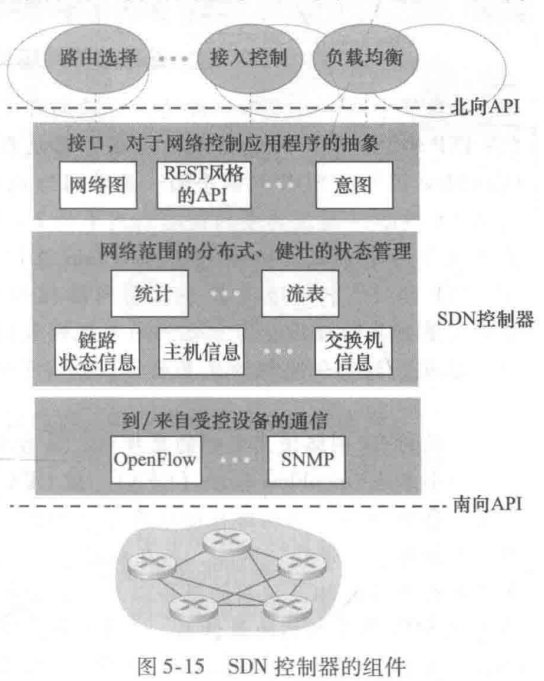 路由选择 ··· 接入控制 负载均衡
北向API
接口，对于网络控制应用程序的抽象
网络图 REST风格的API ··· 意图
网络范围的分布式、健壮的状态管理
统计 ··· 流表
SDN控制器
链路状态信息 主机信息 ··· 交换机信息
到/来自受控设备的通信
OpenFlow ··· SNMP
南向API
图 5-15 SDN 控制器的组件